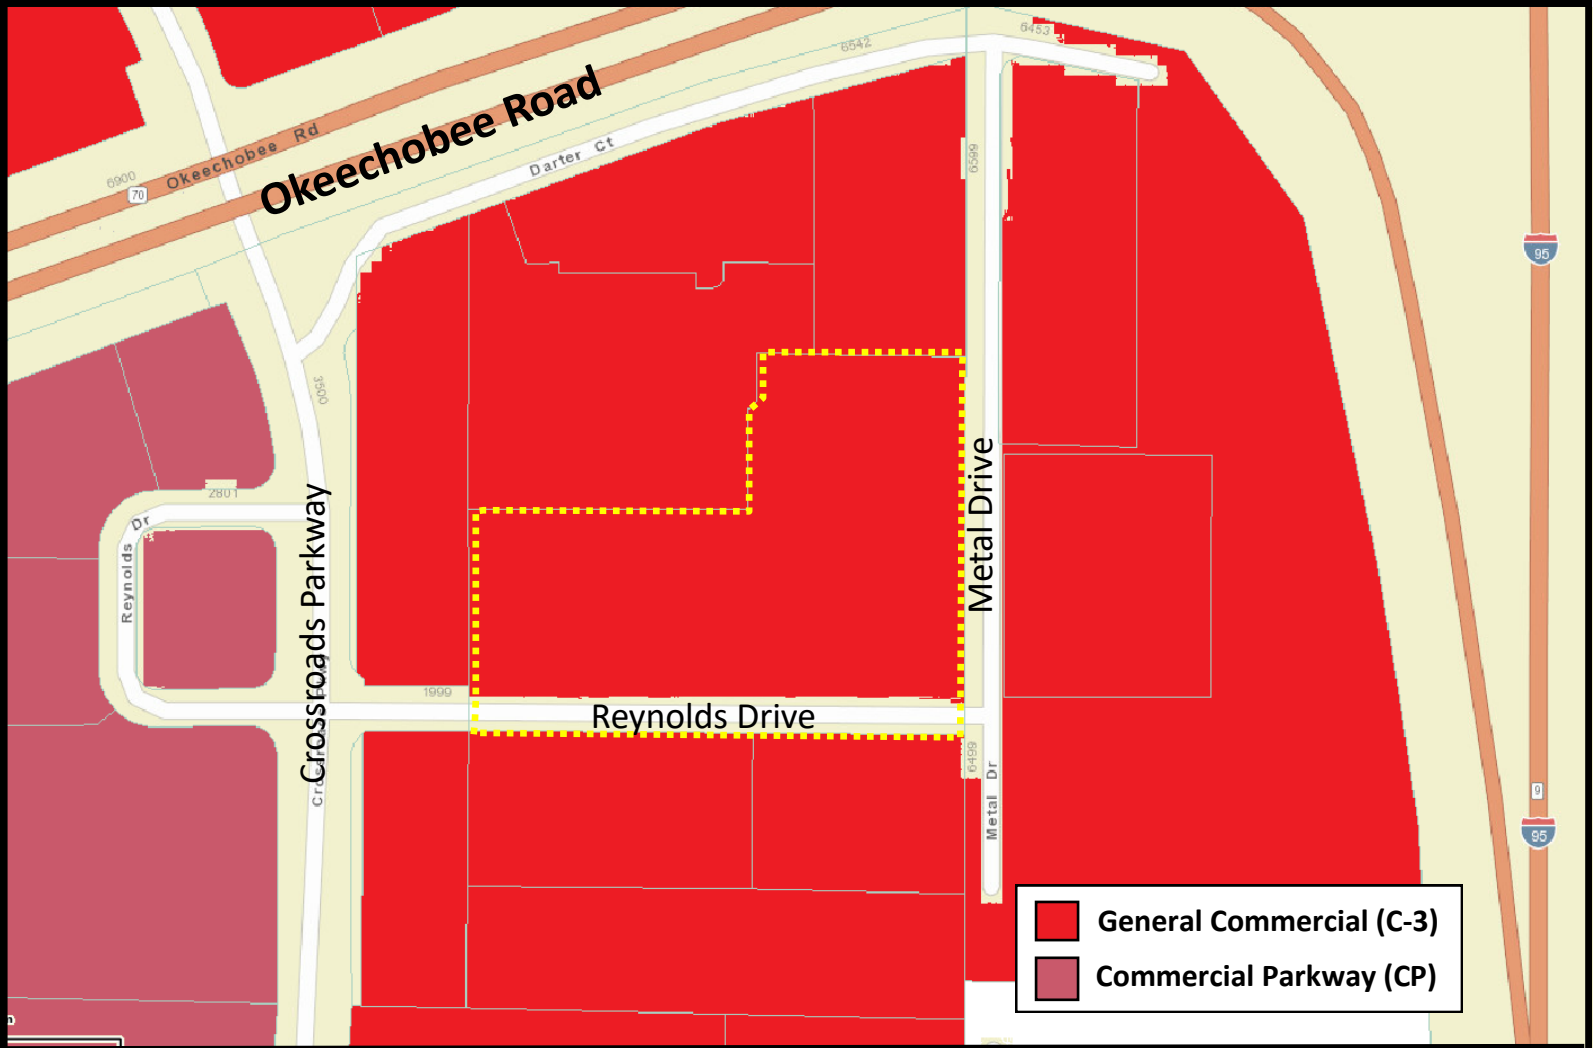 6453
6542
Okeechobee Road
Okeechobee Rd
6900
70
Darter Ct
6599
95
3500
Metal Drive
2801
Reynolds Dr
Crossroads Parkway
1999
Reynolds Drive
6499
Metal Dr
9
95
General Commercial (C-3)
Commercial Parkway (CP)